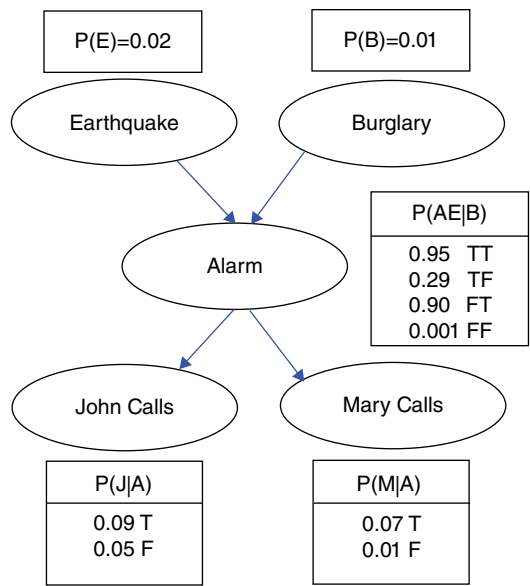 P(E)=0.02
P(B)=0.01
Earthquake
Burglary
P(AE|B)
0.95 TT
0.29 TF
0.90 FT
0.001 FF
Alarm
John Calls
Mary Calls
P(J|A)
0.09 T
0.05 F
P(M|A)
0.07 T
0.01 F